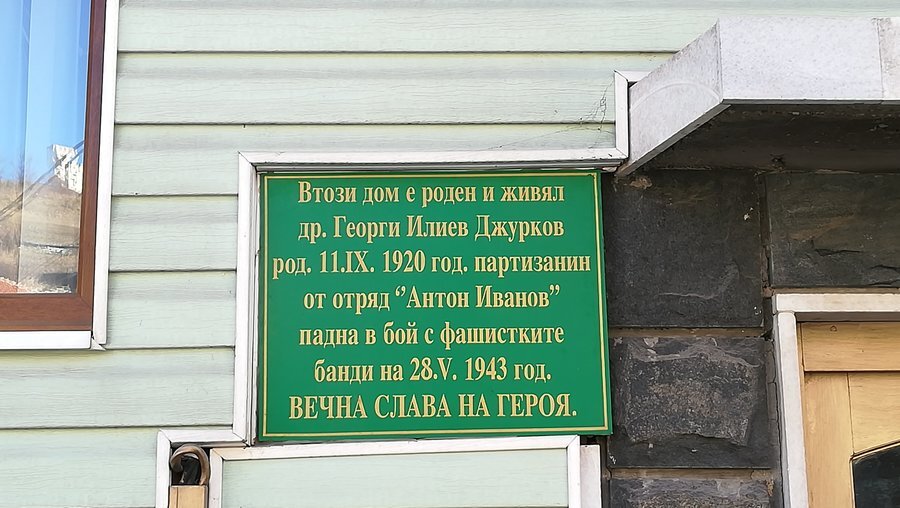 Втози дом е роден и живял
др. Георги Илиев Джурков
род. 11.IX. 1920 год. партизанин
от отряд “Антон Иванов”
падна в бой с фашистките
банди на 28.V. 1943 год.
ВЕЧНА СЛАВА НА ГЕРОЯ.